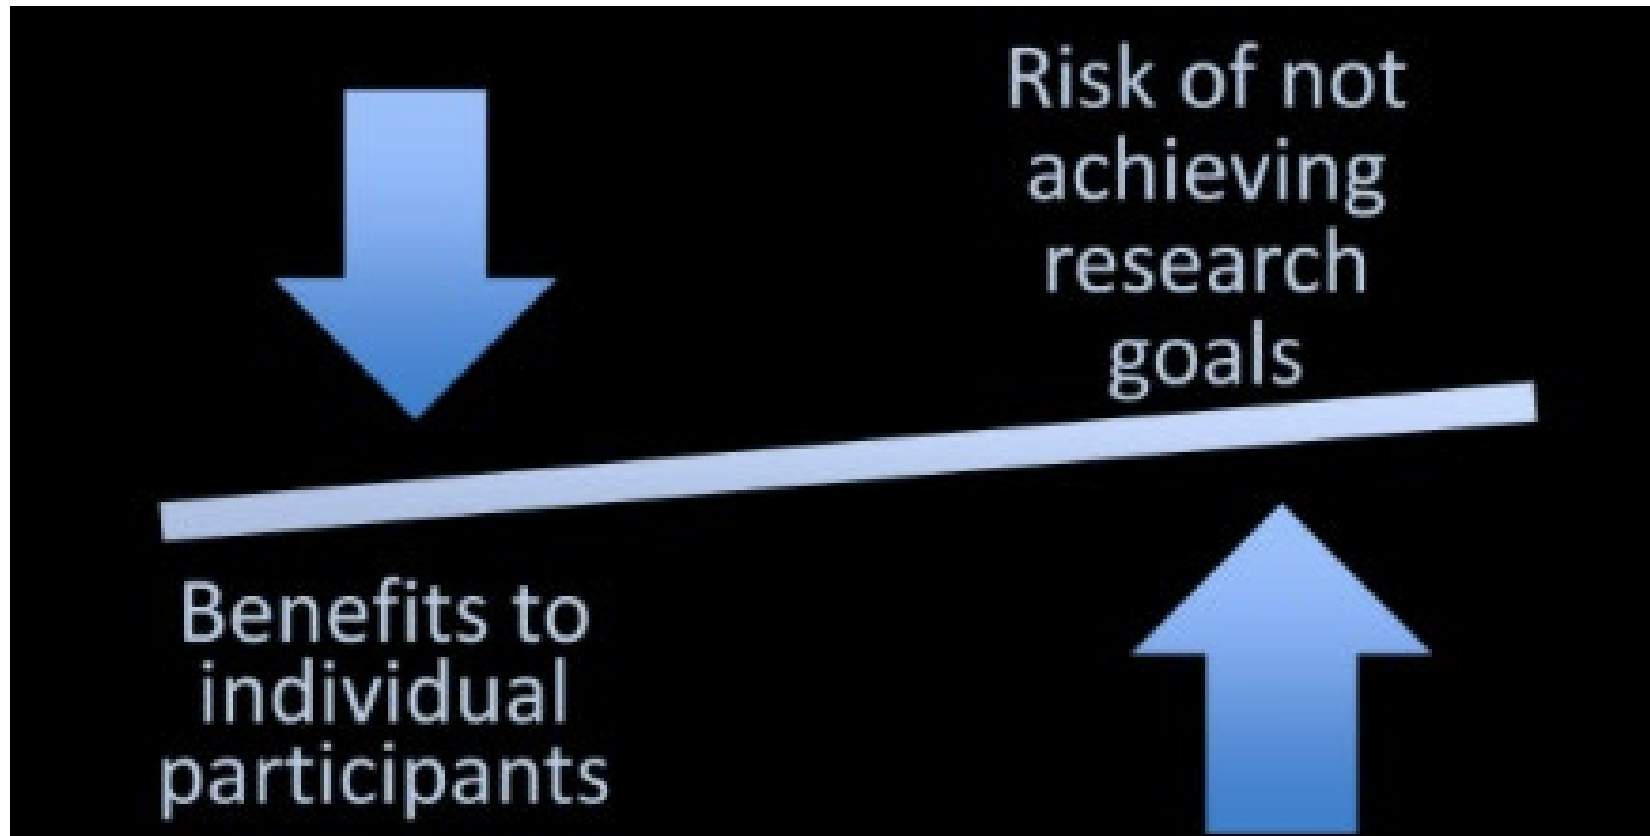 Risk of not
achieving
research
goals
Benefits to
individual
participants